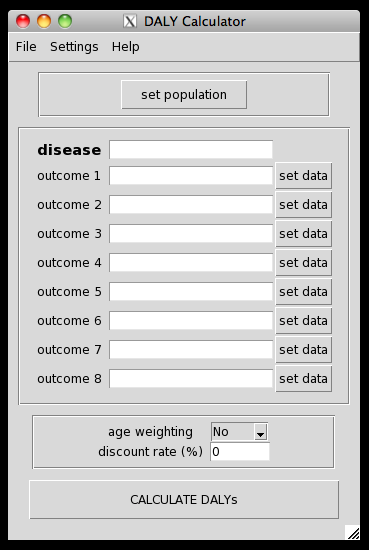 DALY Calculator
File Settings Help
set population
disease
outcome 1 set data
outcome 2 set data
outcome 3 set data
outcome 4 set data
outcome 5 set data
outcome 6 set data
outcome 7 set data
outcome 8 set data
age weighting No
discount rate (%) 0
CALCULATE DALYs